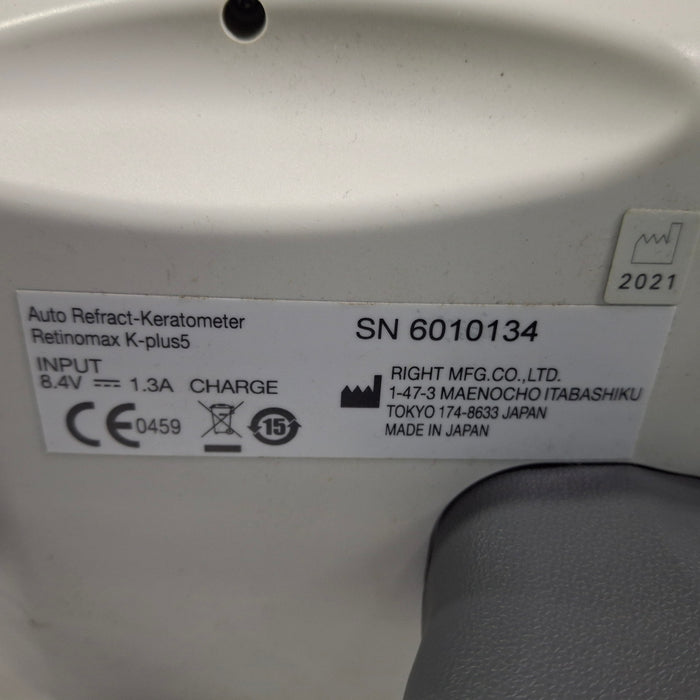 2021
Auto Refract-Keratometer
Retinomax K-plus5
INPUT
8.4V ⎓ 1.3A CHARGE
CE 0459
15
SN 6010134
RIGHT MFG.CO.,LTD.
1-47-3 MAENOCHO ITABASHIKU
TOKYO 174-8633 JAPAN
MADE IN JAPAN